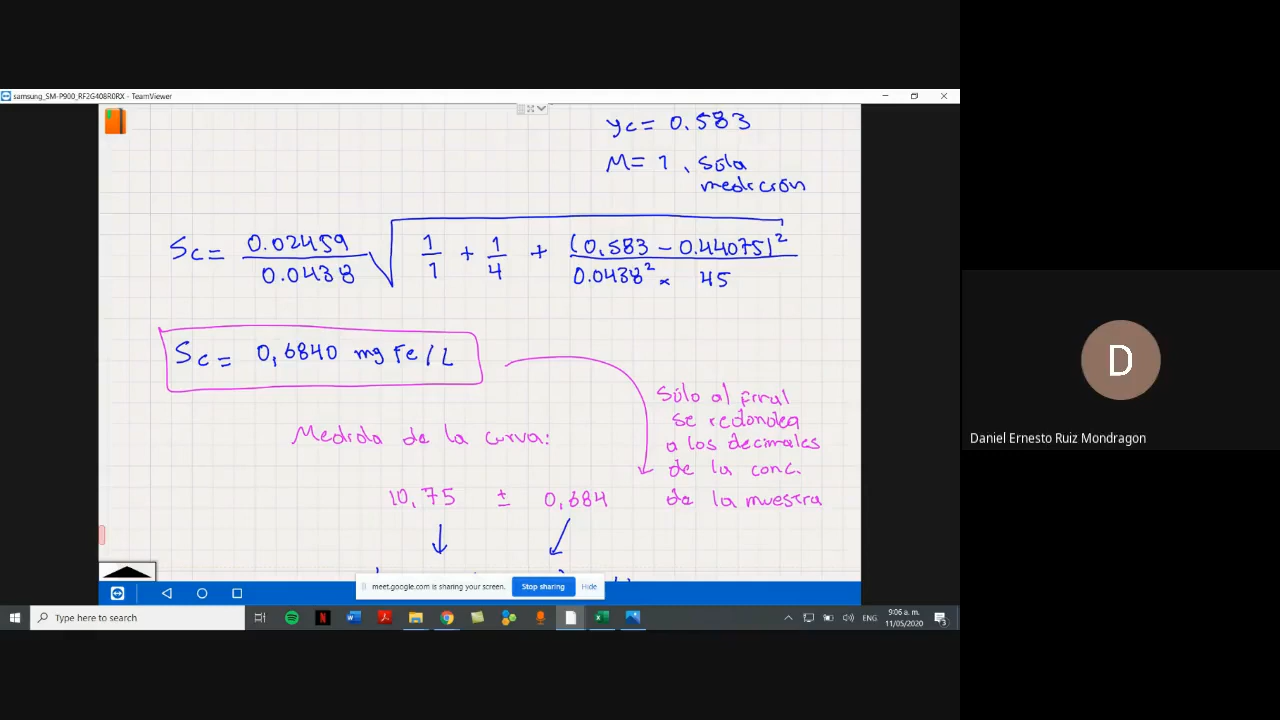 samsung_SM-P900_RF2G408R0RX - TeamViewer
yc = 0.583
M = 1 , sola
medición
Sc = 0.02459 / 0.0438 √ 1/1 + 1/4 + (0,583 - 0.44075)² / 0.0438² × 45
Sc = 0,6840 mg Fe/L
Sólo al final
se redondea
a los decimales
de la conc.
de la muestra
Medida de la curva:
10,75 ± 0,684
meet.google.com is sharing your screen. Stop sharing Hide
D
Daniel Ernesto Ruiz Mondragon
Type here to search
ENG
9:06 a. m.
11/05/2020
3